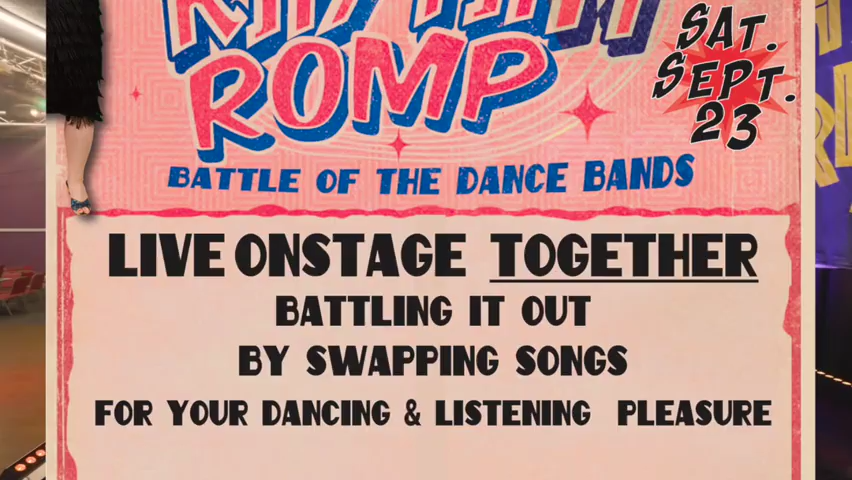 RHYTHM
ROMP
SAT.
SEPT.
23
BATTLE OF THE DANCE BANDS
LIVE ONSTAGE TOGETHER
BATTLING IT OUT
BY SWAPPING SONGS
FOR YOUR DANCING & LISTENING PLEASURE